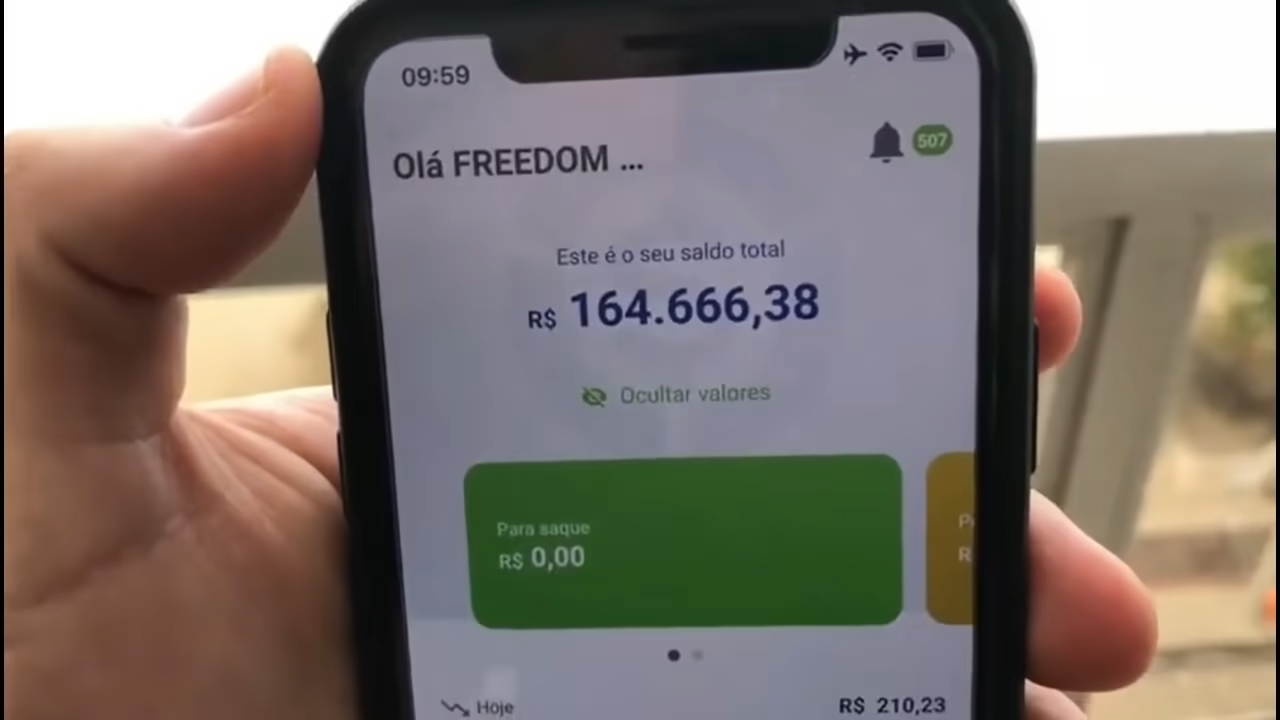 09:59
Olá FREEDOM ...
507
Este é o seu saldo total
R$ 164.666,38
Ocultar valores
Para saque
R$ 0,00
P
R
Hoje
R$ 210,23